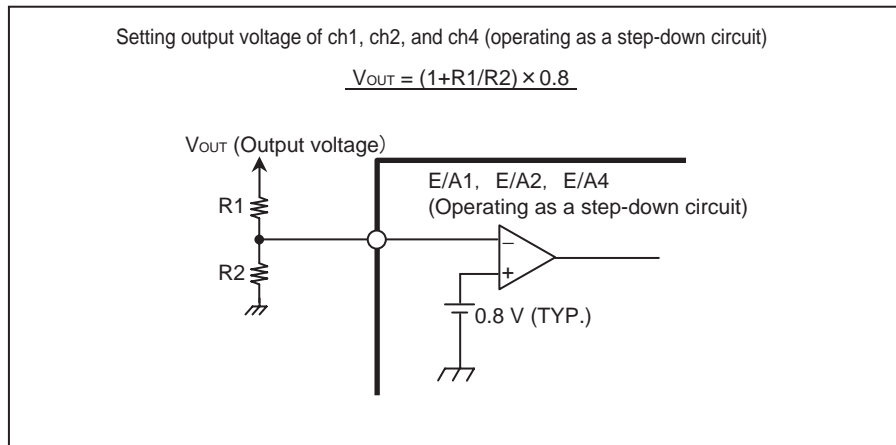 Setting output voltage of ch1, ch2, and ch4 (operating as a step-down circuit)
VOUT = (1+R1/R2) × 0.8
VOUT (Output voltage)
E/A1, E/A2, E/A4
(Operating as a step-down circuit)
R1
−
R2
+
0.8 V (TYP.)